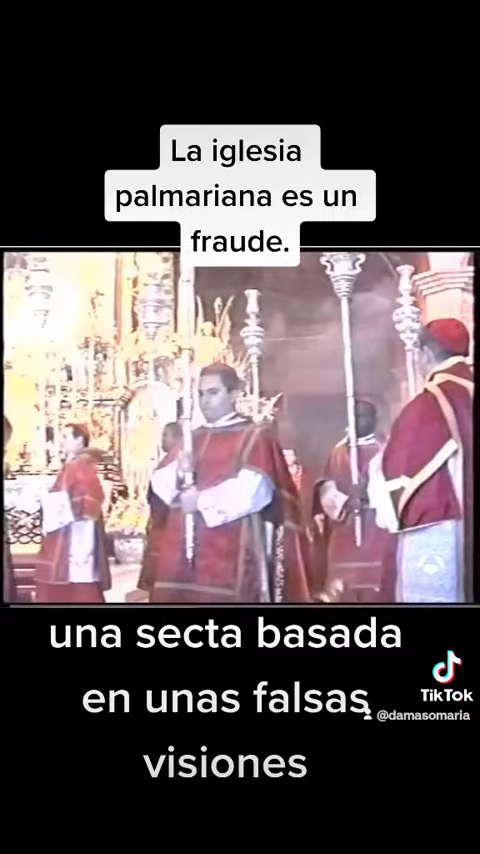 La iglesia
palmariana es un
fraude.
una secta basada
en unas falsas
visiones
TikTok
@damasomaria